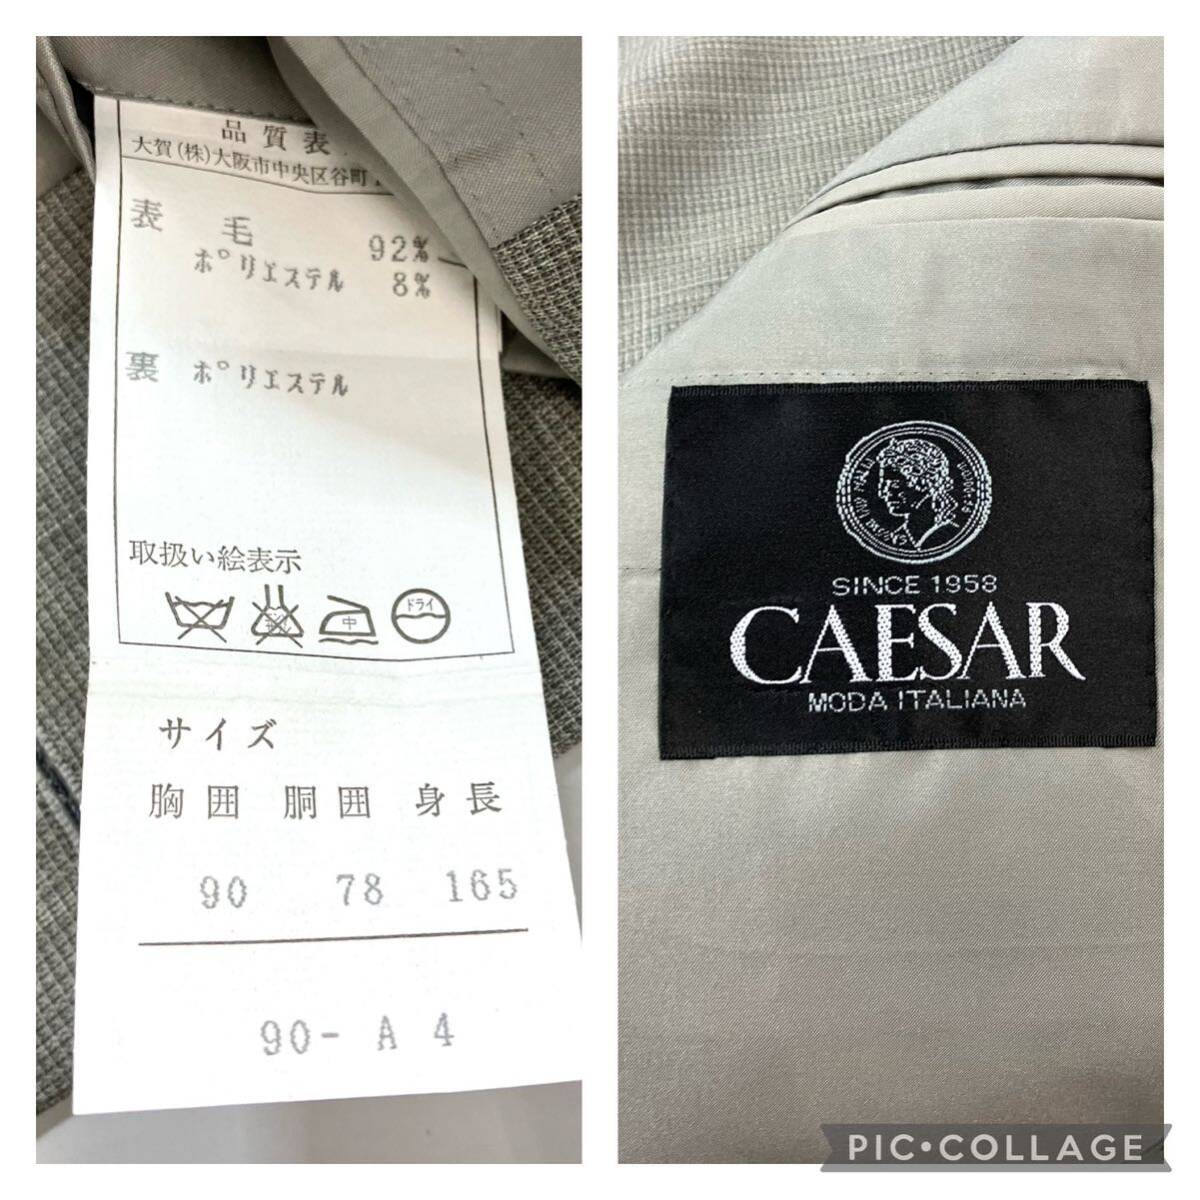 品質表
大賀(株)大阪市中央区谷町
表 毛 92%
ポリエステル 8%
裏 ポリエステル
取扱い絵表示
中
ドライ
サイズ
胸囲 胴囲 身長
90 78 165
90- A 4
SINCE 1958
CAESAR
MODA ITALIANA
PIC•COLLAGE